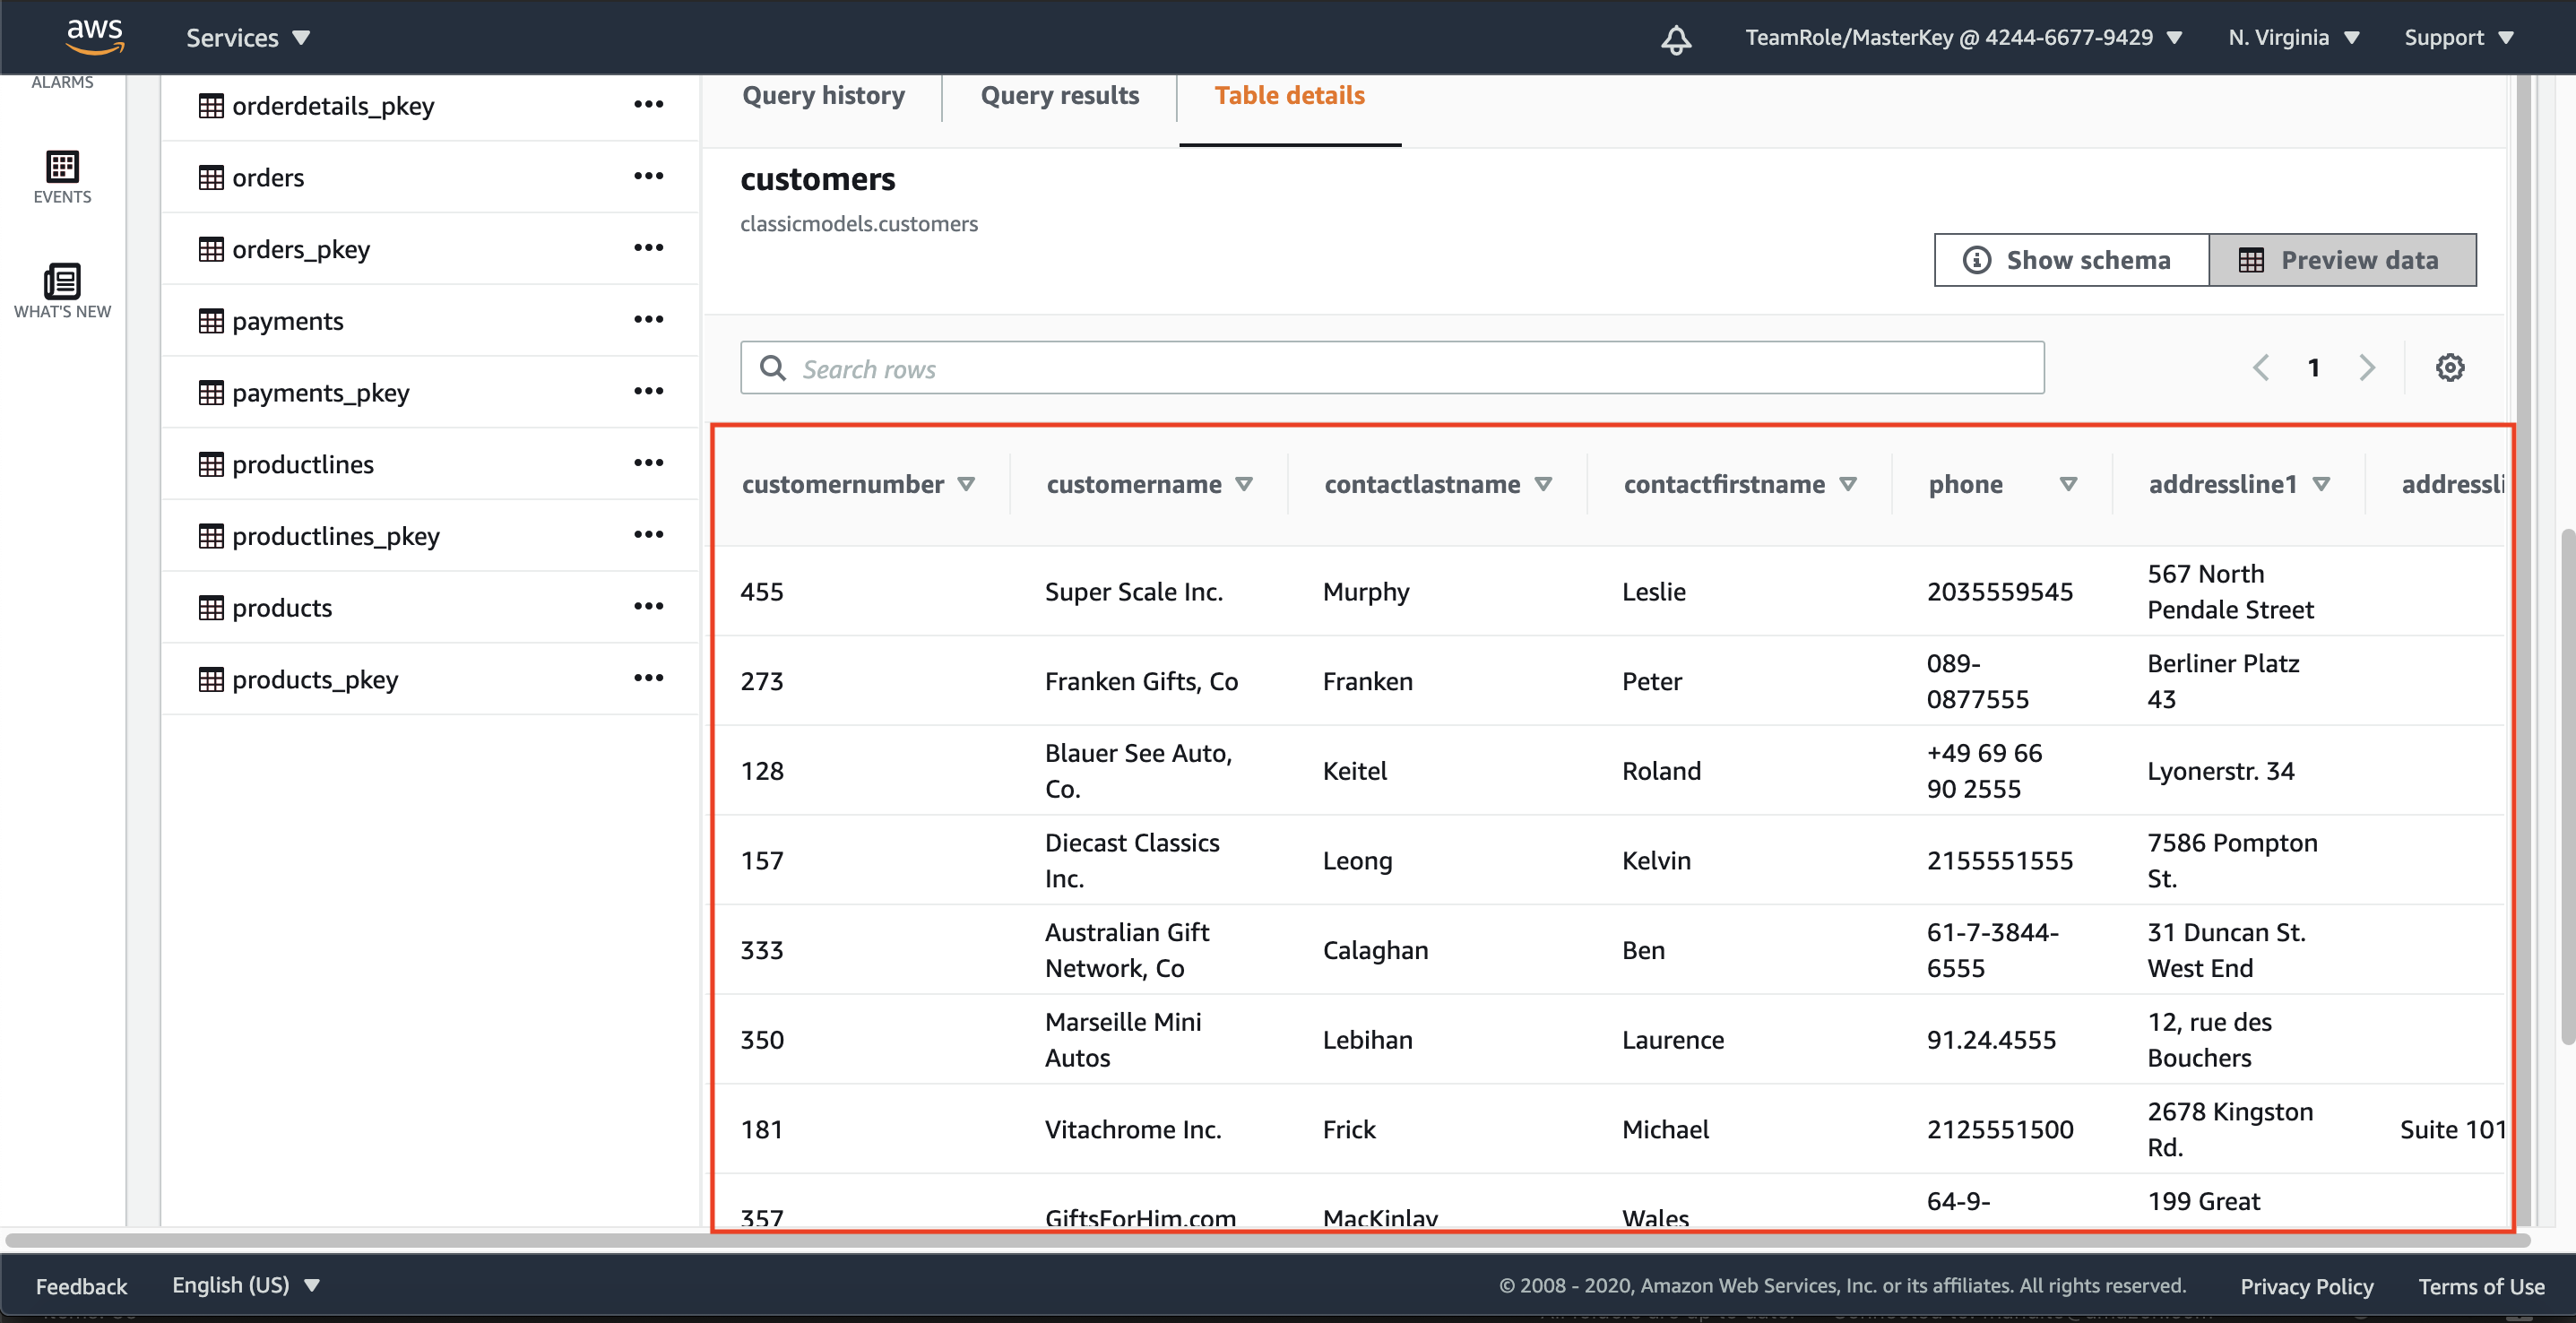 aws
Services
TeamRole/MasterKey @ 4244-6677-9429
N. Virginia
Support
ALARMS
EVENTS
WHAT'S NEW
orderdetails_pkey
orders
orders_pkey
payments
payments_pkey
productlines
productlines_pkey
products
products_pkey
Query history
Query results
Table details
customers
classicmodels.customers
Show schema
Preview data
Search rows
1
customernumber customername contactlastname contactfirstname phone addressline1 addressli
455 Super Scale Inc. Murphy Leslie 2035559545 567 North
Pendale Street
273 Franken Gifts, Co Franken Peter 089-
0877555
Berliner Platz
43
128 Blauer See Auto,
Co.
Keitel Roland +49 69 66
90 2555
Lyonerstr. 34
157 Diecast Classics
Inc.
Leong Kelvin 2155551555 7586 Pompton
St.
333 Australian Gift
Network, Co
Calaghan Ben 61-7-3844-
6555
31 Duncan St.
West End
350 Marseille Mini
Autos
Lebihan Laurence 91.24.4555 12, rue des
Bouchers
181 Vitachrome Inc. Frick Michael 2125551500 2678 Kingston
Rd.
Suite 101
357 GiftsForHim.com MacKinlay Wales 64-9-
199 Great
Feedback
English (US)
© 2008 - 2020, Amazon Web Services, Inc. or its affiliates. All rights reserved.
Privacy Policy
Terms of Use